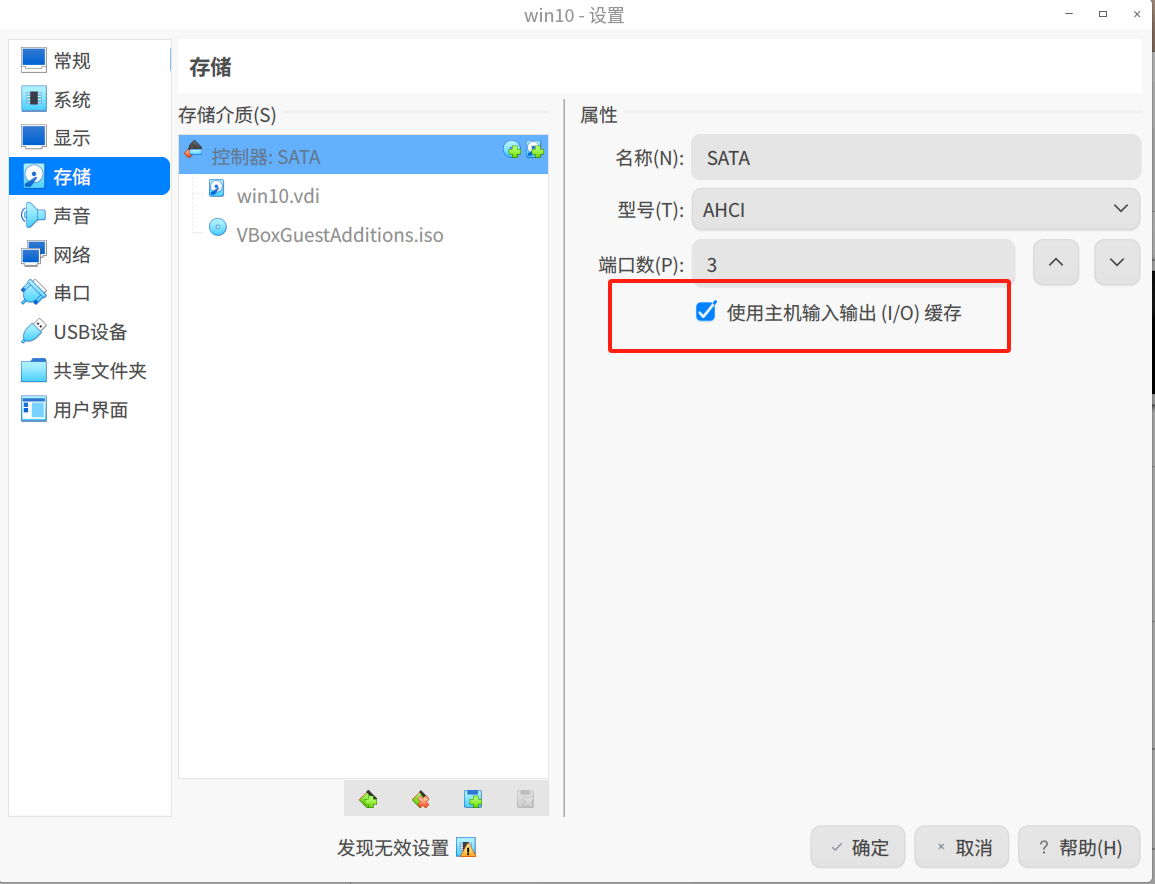 win10 - 设置
常规
系统
显示
存储
声音
网络
串口
USB设备
共享文件夹
用户界面
存储
存储介质(S)
控制器: SATA
win10.vdi
VBoxGuestAdditions.iso
属性
名称(N): SATA
型号(T): AHCI
端口数(P): 3
使用主机输入输出 (I/O) 缓存
发现无效设置
确定
取消
? 帮助(H)